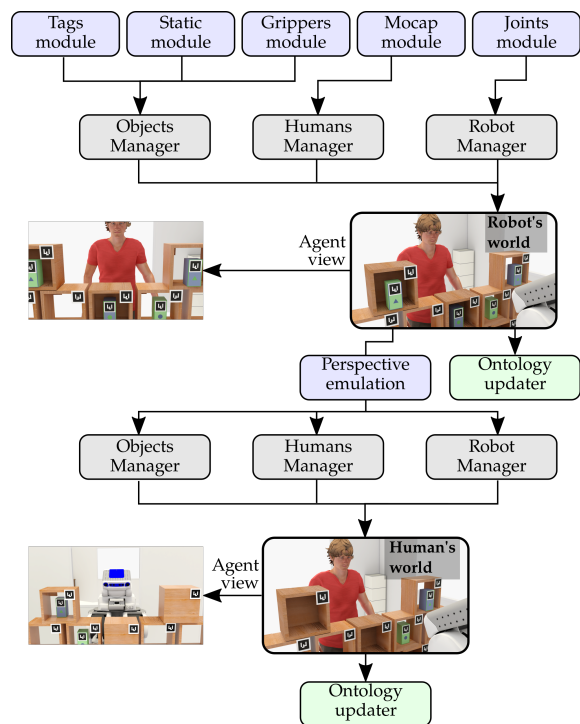 Tags
module
Static
module
Grippers
module
Mocap
module
Joints
module
Objects
Manager
Humans
Manager
Robot
Manager
Agent
view
Robot's
world
Perspective
emulation
Ontology
updater
Objects
Manager
Humans
Manager
Robot
Manager
Agent
view
Human's
world
Ontology
updater